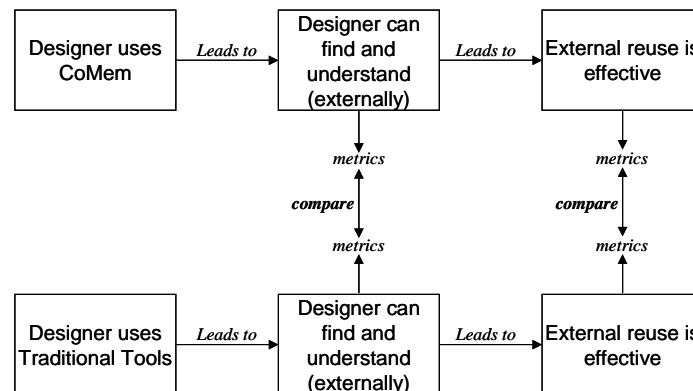 Designer uses
CoMem
Leads to
Designer can
find and
understand
(externally)
Leads to
External reuse is
effective
metrics
metrics
compare
compare
metrics
metrics
Designer uses
Traditional Tools
Leads to
Designer can
find and
understand
(externally)
Leads to
External reuse is
effective